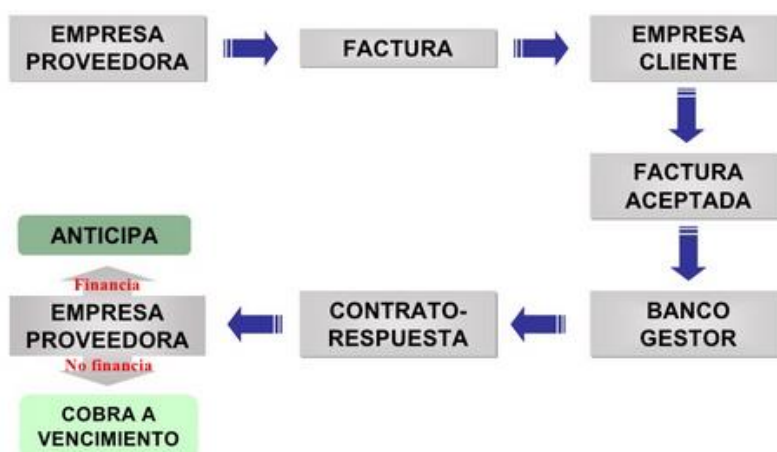 EMPRESA
PROVEEDORA
FACTURA
EMPRESA
CLIENTE
FACTURA
ACEPTADA
BANCO
GESTOR
CONTRATO-
RESPUESTA
ANTICIPA
Financia
EMPRESA
PROVEEDORA
No financia
COBRA A
VENCIMIENTO